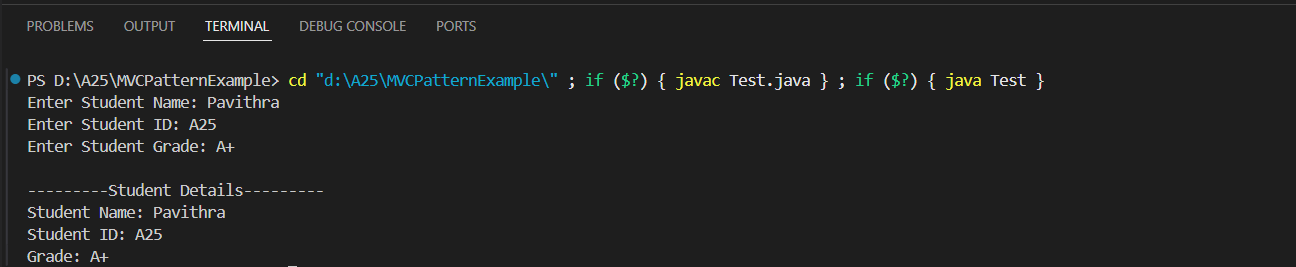 PROBLEMS OUTPUT TERMINAL DEBUG CONSOLE PORTS
PS D:\A25\MVCPatternExample> cd "d:\A25\MVCPatternExample\" ; if ($?) { javac Test.java } ; if ($?) { java Test }
Enter Student Name: Pavithra
Enter Student ID: A25
Enter Student Grade: A+
---------Student Details---------
Student Name: Pavithra
Student ID: A25
Grade: A+